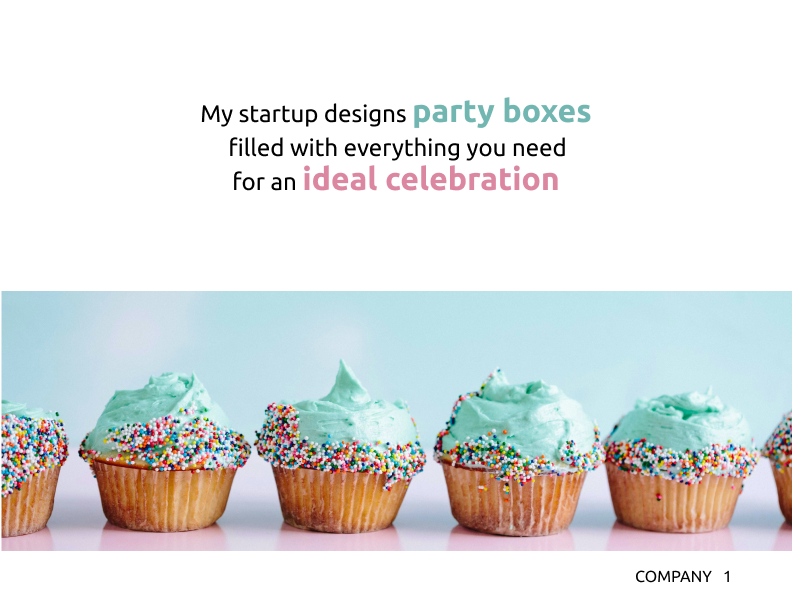 My startup designs party boxes
filled with everything you need
for an ideal celebration
COMPANY 1